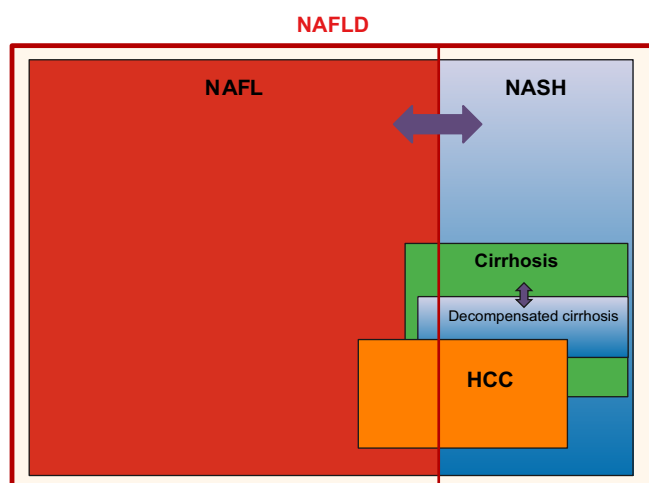 NAFLD
NAFL
NASH
Cirrhosis
Decompensated cirrhosis
HCC